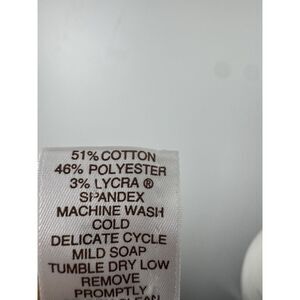 51% COTTON
46% POLYESTER
3% LYCRA ®
SPANDEX
MACHINE WASH
COLD
DELICATE CYCLE
MILD SOAP
TUMBLE DRY LOW
REMOVE
PROMPTLY
CLEAN